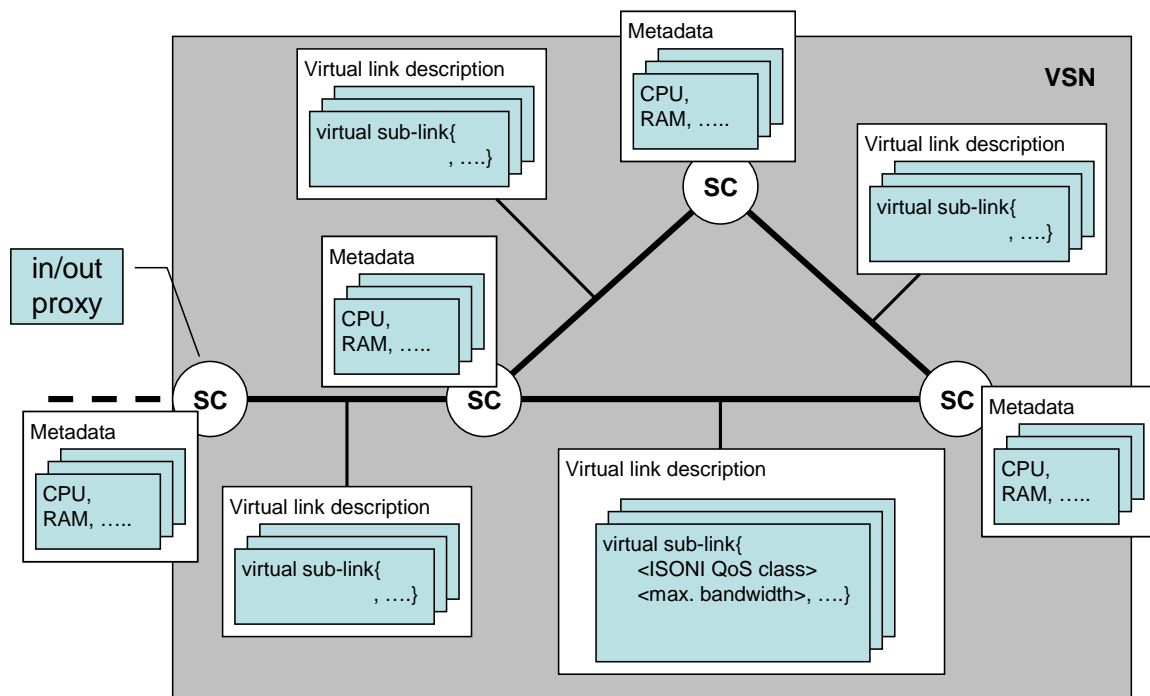 Metadata
CPU,
RAM, …..
VSN
Virtual link description
virtual sub-link{
, ….}
SC
Virtual link description
virtual sub-link{
, ….}
in/out
proxy
Metadata
CPU,
RAM, …..
SC
SC
SC
Metadata
CPU,
RAM, …..
Metadata
CPU,
RAM, …..
Virtual link description
virtual sub-link{
, ….}
Virtual link description
virtual sub-link{
<ISONI QoS class>
<max. bandwidth>, ….}